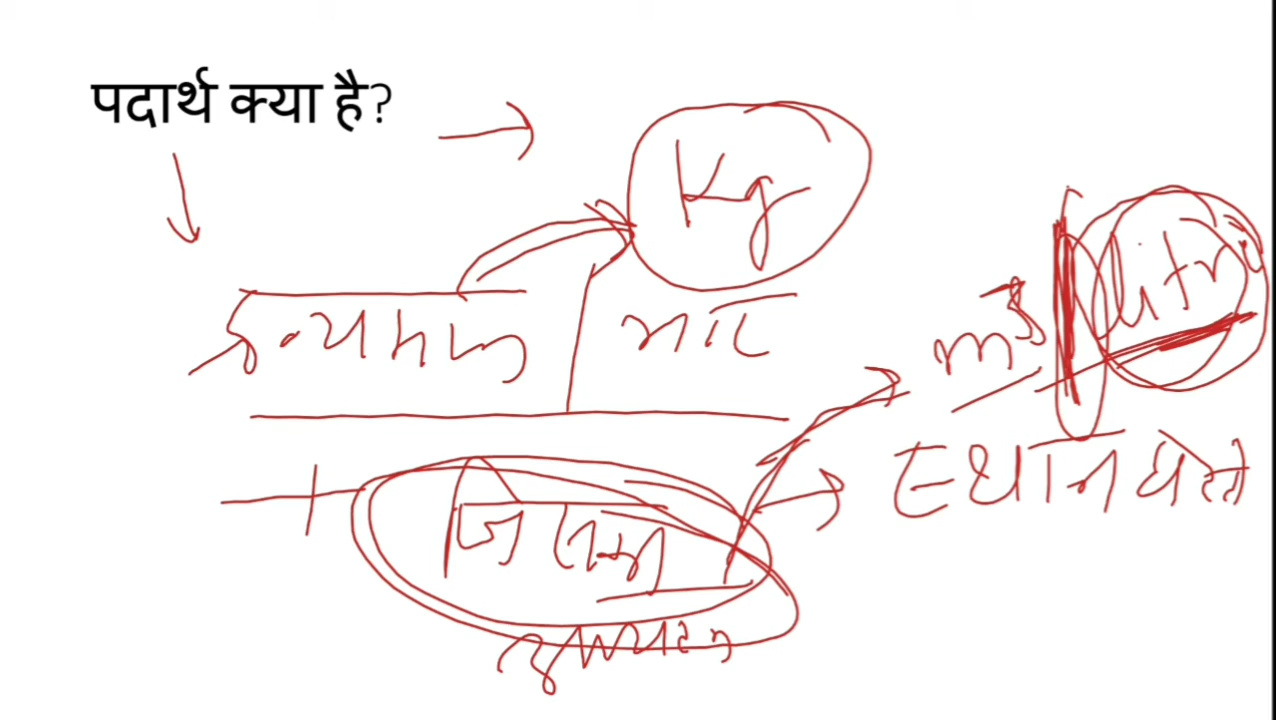 पदार्थ क्या है?
Kg
द्रव्यमान भार
m³ litre
स्थान घेरते